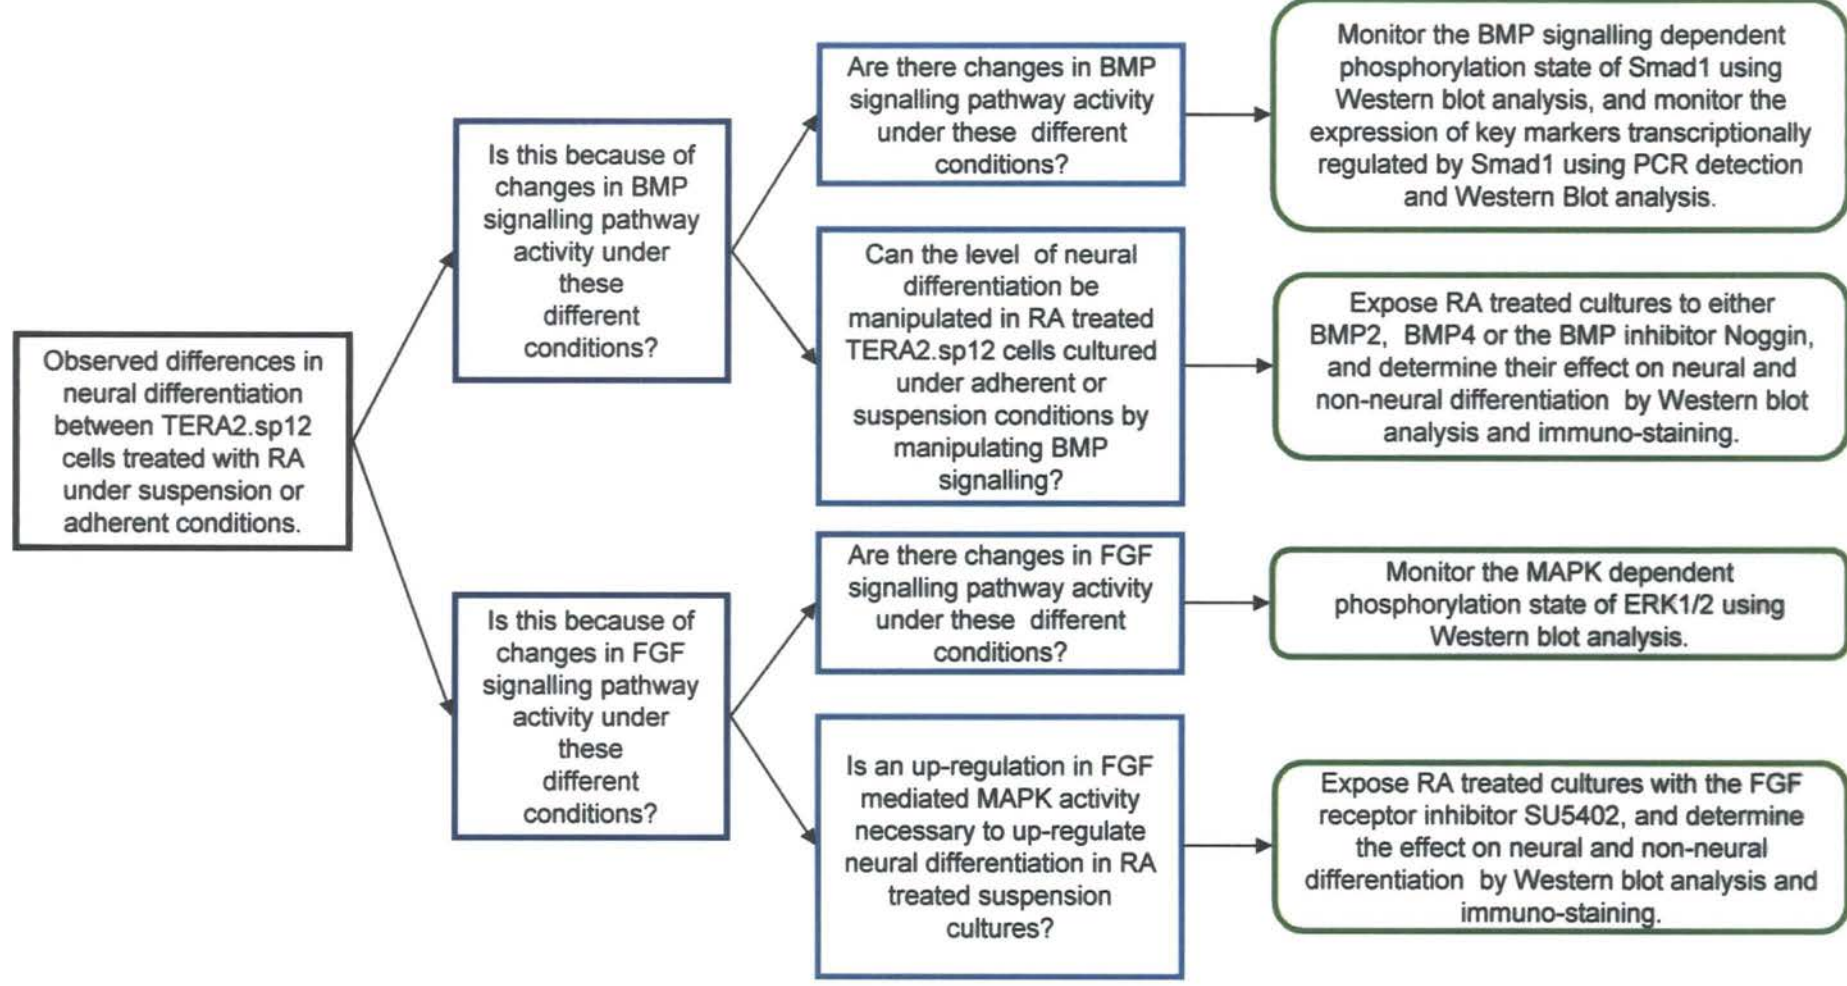 Observed differences in
neural differentiation
between TERA2.sp12
cells treated with RA
under suspension or
adherent conditions.
Is this because of
changes in BMP
signalling pathway
activity under
these
different
conditions?
Is this because of
changes in FGF
signalling pathway
activity under
these
different
conditions?
Are there changes in BMP
signalling pathway activity
under these different
conditions?
Can the level of neural
differentiation be
manipulated in RA treated
TERA2.sp12 cells cultured
under adherent or
suspension conditions by
manipulating BMP
signalling?
Are there changes in FGF
signalling pathway activity
under these different
conditions?
Is an up-regulation in FGF
mediated MAPK activity
necessary to up-regulate
neural differentiation in RA
treated suspension
cultures?
Monitor the BMP signalling dependent
phosphorylation state of Smad1 using
Western blot analysis, and monitor the
expression of key markers transcriptionally
regulated by Smad1 using PCR detection
and Western Blot analysis.
Expose RA treated cultures to either
BMP2, BMP4 or the BMP inhibitor Noggin,
and determine their effect on neural and
non-neural differentiation by Western blot
analysis and immuno-staining.
Monitor the MAPK dependent
phosphorylation state of ERK1/2 using
Western blot analysis.
Expose RA treated cultures with the FGF
receptor inhibitor SU5402, and determine
the effect on neural and non-neural
differentiation by Western blot analysis and
immuno-staining.